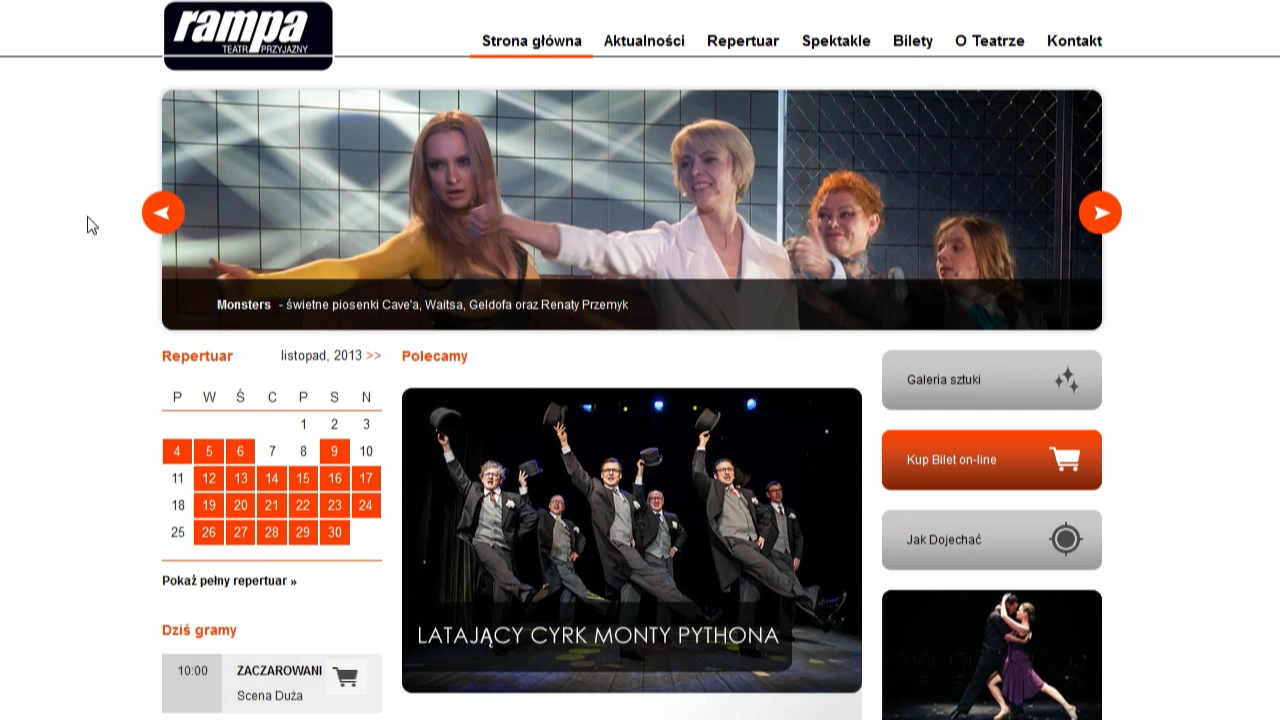 rampa
TEATR PRZYJAZNY
Strona główna Aktualności Repertuar Spektakle Bilety O Teatrze Kontakt
Monsters - świetne piosenki Cave'a, Waitsa, Geldofa oraz Renaty Przemyk
Repertuar listopad, 2013 >>
P W Ś C P S N
1 2 3
4 5 6 7 8 9 10
11 12 13 14 15 16 17
18 19 20 21 22 23 24
25 26 27 28 29 30
Pokaż pełny repertuar »
Dziś gramy
10:00 ZACZAROWANI
Scena Duża
Polecamy
LATAJĄCY CYRK MONTY PYTHONA
Galeria sztuki
Kup Bilet on-line
Jak Dojechać